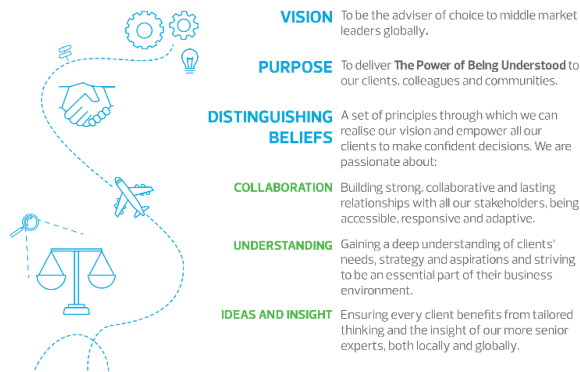 VISION To be the adviser of choice to middle market
leaders globally.
PURPOSE To deliver The Power of Being Understood to
our clients, colleagues and communities.
DISTINGUISHING A set of principles through which we can
BELIEFS realise our vision and empower all our
clients to make confident decisions. We are
passionate about:
COLLABORATION Building strong, collaborative and lasting
relationships with all our stakeholders, being
accessible, responsive and adaptive.
UNDERSTANDING Gaining a deep understanding of clients'
needs, strategy and aspirations and striving
to be an essential part of their business
environment.
IDEAS AND INSIGHT Ensuring every client benefits from tailored
thinking and the insight of our more senior
experts, both locally and globally.